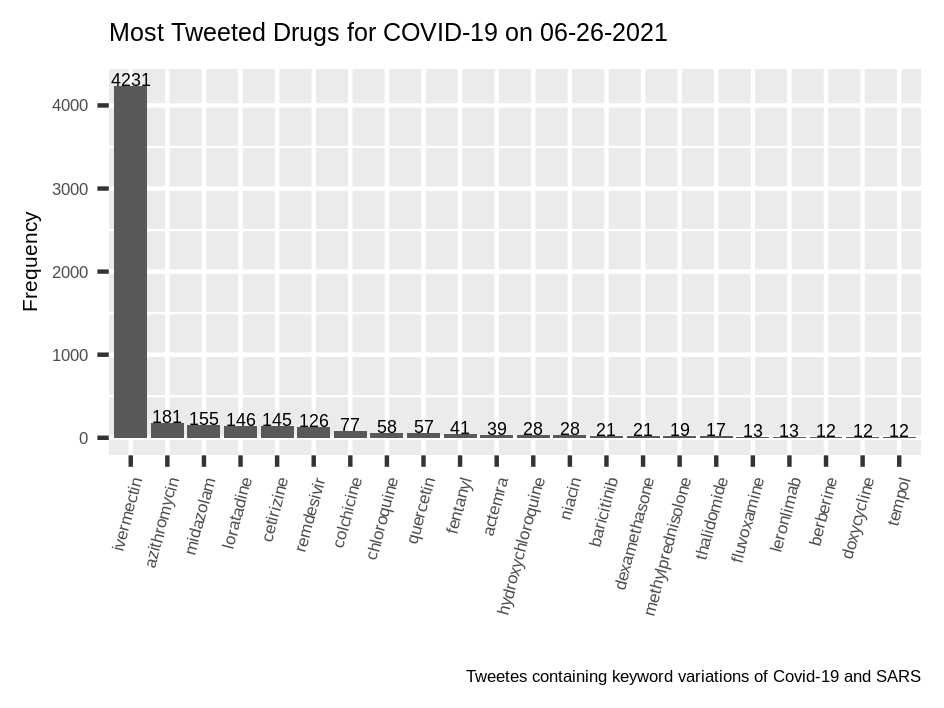 Most Tweeted Drugs for COVID-19 on 06-26-2021
Frequency
4000
3000
2000
1000
0
4231
181
155
146
145
126
77
58
57
41
39
28
28
21
21
19
17
13
13
12
12
12
ivermectin
azithromycin
midazolam
loratadine
cetirizine
remdesivir
colchicine
chloroquine
quercetin
fentanyl
actemra
hydroxychloroquine
niacin
baricitinib
dexamethasone
methylprednisolone
thalidomide
fluvoxamine
leronlimab
berberine
doxycycline
tempol
Tweetes containing keyword variations of Covid-19 and SARS